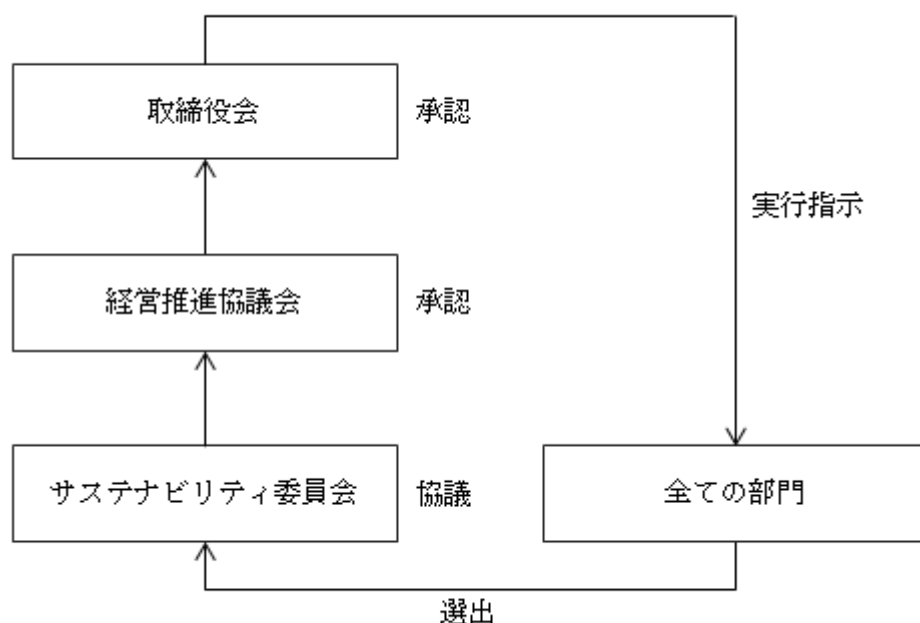 取締役会
承認
実行指示
経営推進協議会
承認
サステナビリティ委員会
協議
全ての部門
選出